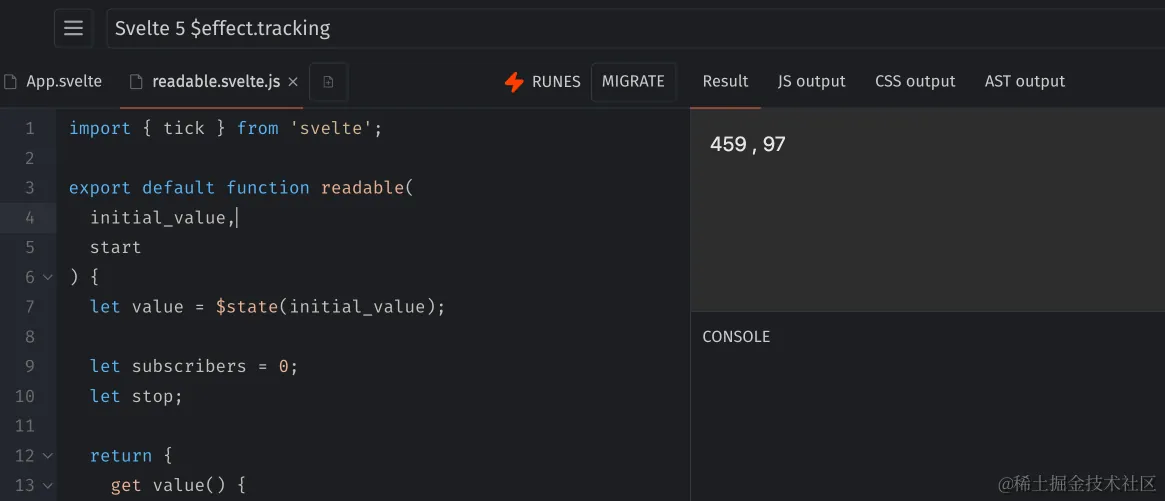 Svelte 5 $effect.tracking
App.svelte readable.svelte.js × RUNES MIGRATE Result JS output CSS output AST output
1 import { tick } from 'svelte';
2
3 export default function readable(
4 initial_value,
5 start
6 ) {
7 let value = $state(initial_value);
8
9 let subscribers = 0;
10 let stop;
11
12 return {
13 get value() {
459 , 97
CONSOLE
@稀土掘金技术社区